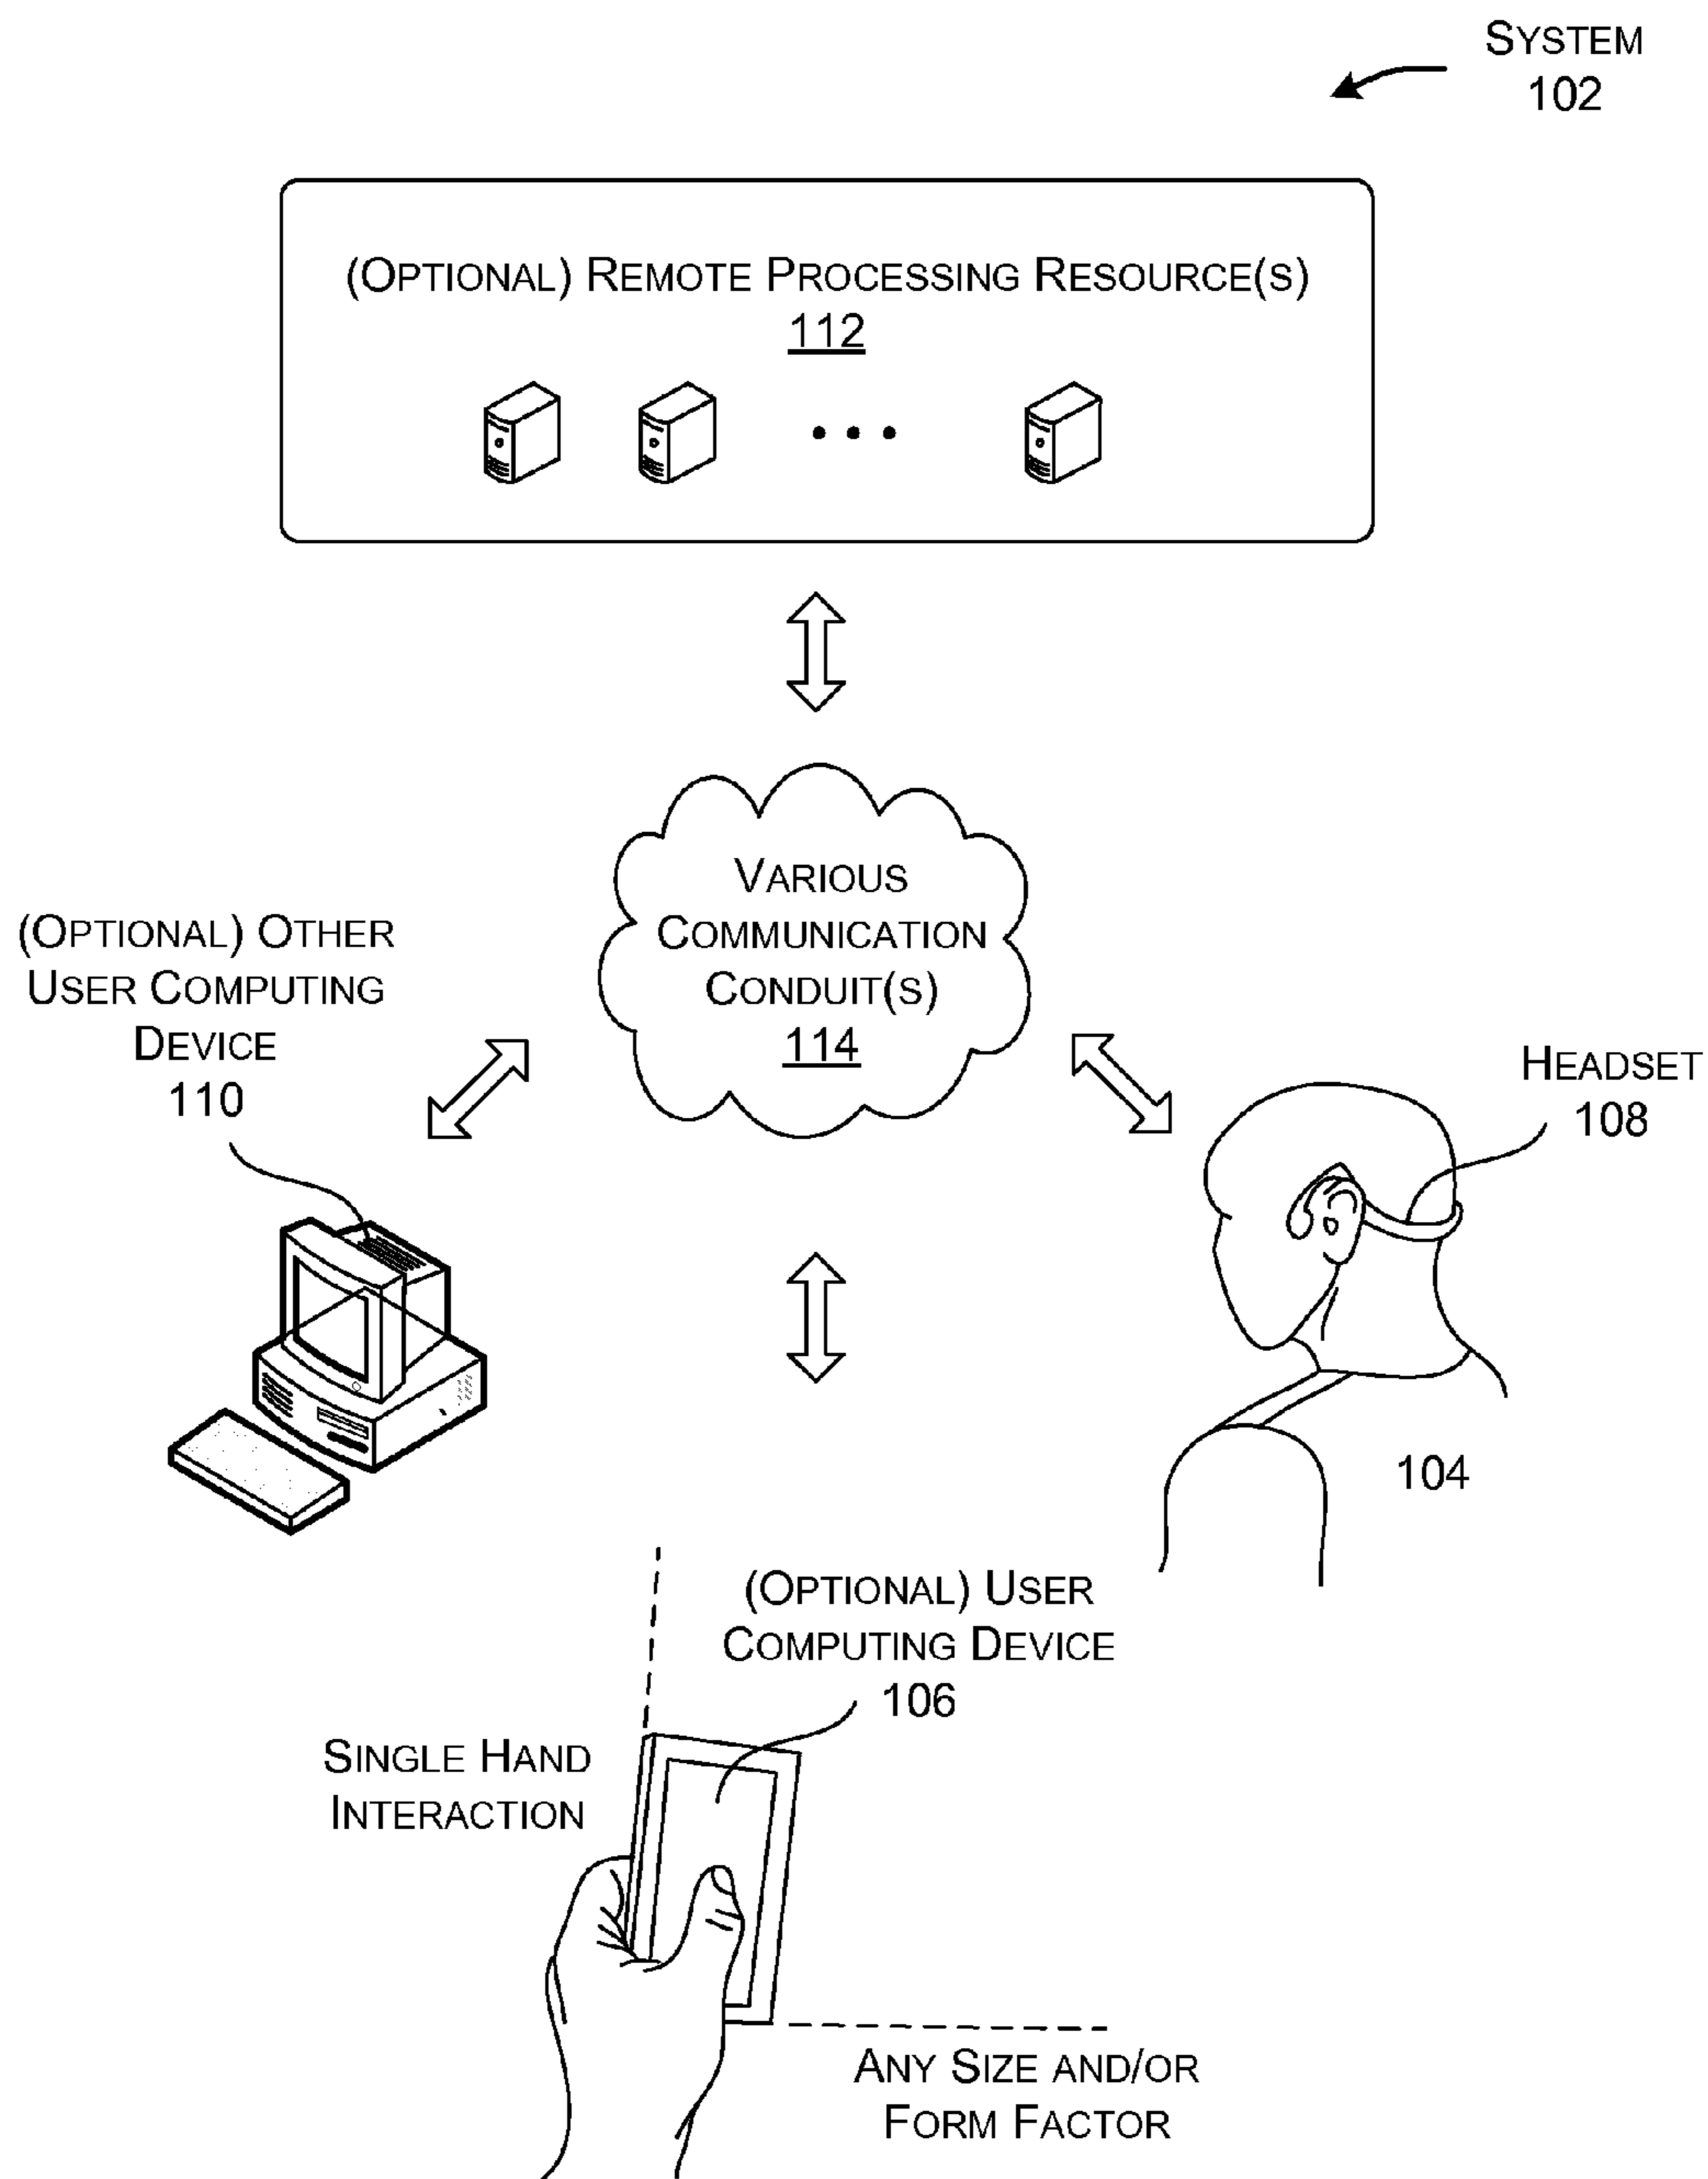 SYSTEM
102
(OPTIONAL) REMOTE PROCESSING RESOURCE(S)
112
VARIOUS
COMMUNICATION
CONDUIT(S)
114
(OPTIONAL) OTHER
USER COMPUTING
DEVICE
110
HEADSET
108
104
(OPTIONAL) USER
COMPUTING DEVICE
106
SINGLE HAND
INTERACTION
ANY SIZE AND/OR
FORM FACTOR